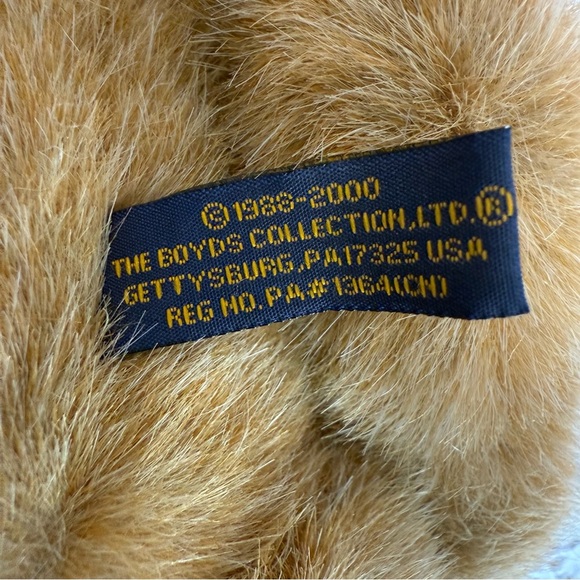 © 1988-2000
THE BOYDS COLLECTION,LTD.®
GETTYSBURG,PA17325 USA
REG NO.PA#1364(CN)